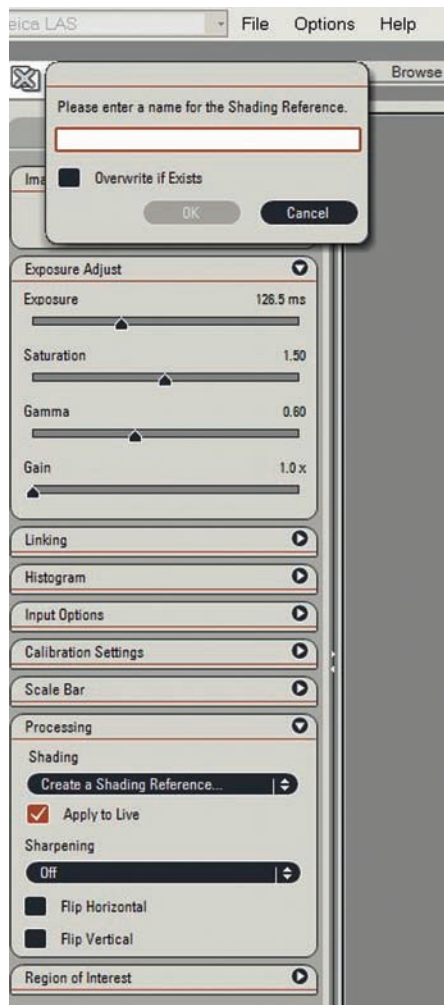 eica LAS File Options Help
Browse
Please enter a name for the Shading Reference.
Overwrite if Exists
OK Cancel
Ima
Exposure Adjust
Exposure 126.5 ms
Saturation 1.50
Gamma 0.60
Gain 1.0 x
Linking
Histogram
Input Options
Calibration Settings
Scale Bar
Processing
Shading
Create a Shading Reference...
Apply to Live
Sharpening
Off
Flip Horizontal
Flip Vertical
Region of Interest